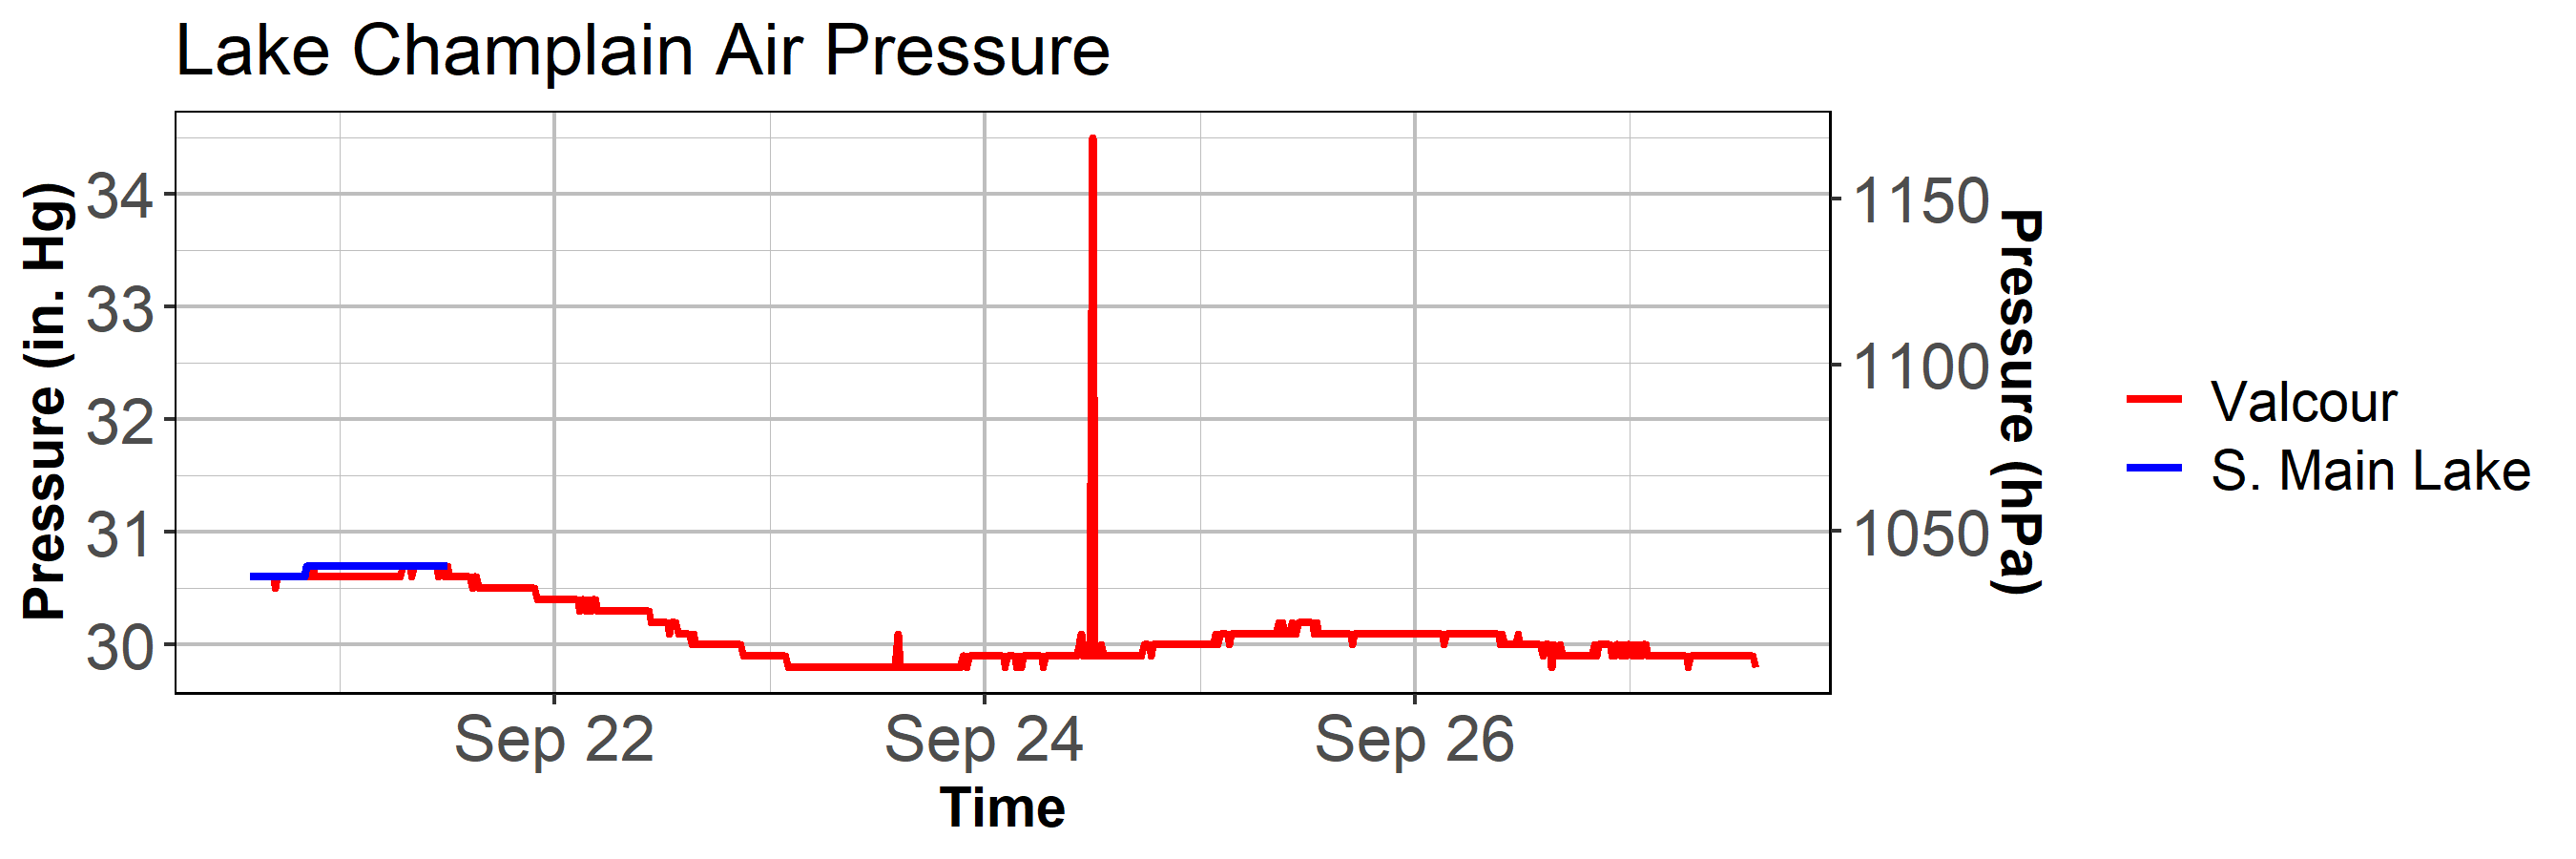 Lake Champlain Air Pressure
Pressure (in. Hg)
34
33
32
31
30
1150
1100
1050
Pressure (hPa)
Sep 22
Sep 24
Sep 26
Time
Valcour
S. Main Lake